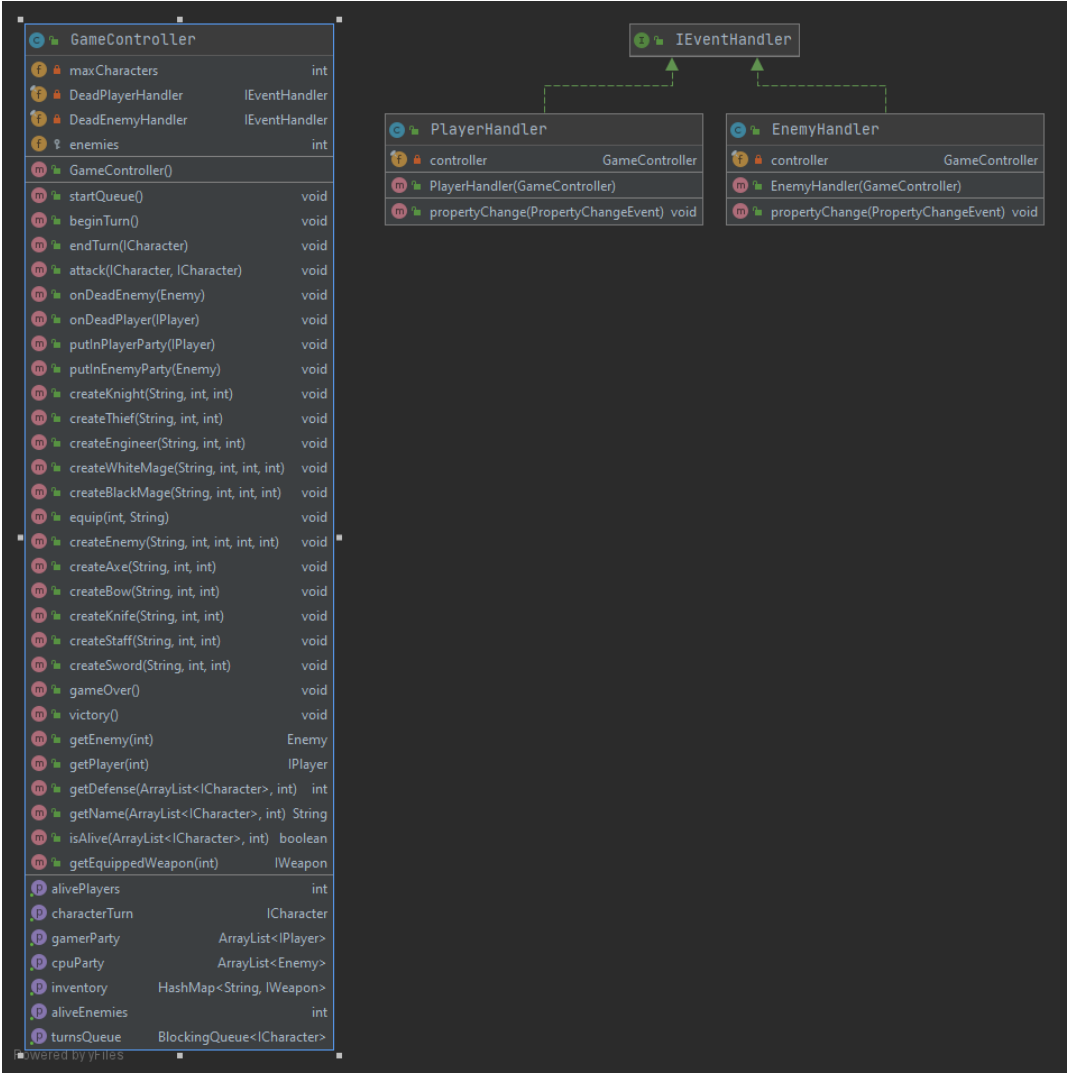 GameController
maxCharacters int
DeadPlayerHandler IEventHandler
DeadEnemyHandler IEventHandler
enemies int
GameController()
startQueue() void
beginTurn() void
endTurn(ICharacter) void
attack(ICharacter, ICharacter) void
onDeadEnemy(Enemy) void
onDeadPlayer(IPlayer) void
putInPlayerParty(IPlayer) void
putInEnemyParty(Enemy) void
createKnight(String, int, int) void
createThief(String, int, int) void
createEngineer(String, int, int) void
createWhiteMage(String, int, int, int) void
createBlackMage(String, int, int, int) void
equip(int, String) void
createEnemy(String, int, int, int, int) void
createAxe(String, int, int) void
createBow(String, int, int) void
createKnife(String, int, int) void
createStaff(String, int, int) void
createSword(String, int, int) void
gameOver() void
victory() void
getEnemy(int) Enemy
getPlayer(int) IPlayer
getDefense(ArrayList<ICharacter>, int) int
getName(ArrayList<ICharacter>, int) String
isAlive(ArrayList<ICharacter>, int) boolean
getEquippedWeapon(int) IWeapon
alivePlayers int
characterTurn ICharacter
gamerParty ArrayList<IPlayer>
cpuParty ArrayList<Enemy>
inventory HashMap<String, IWeapon>
aliveEnemies int
turnsQueue BlockingQueue<ICharacter>
Powered by yFiles
IEventHandler
PlayerHandler
controller GameController
PlayerHandler(GameController)
propertyChange(PropertyChangeEvent) void
EnemyHandler
controller GameController
EnemyHandler(GameController)
propertyChange(PropertyChangeEvent) void